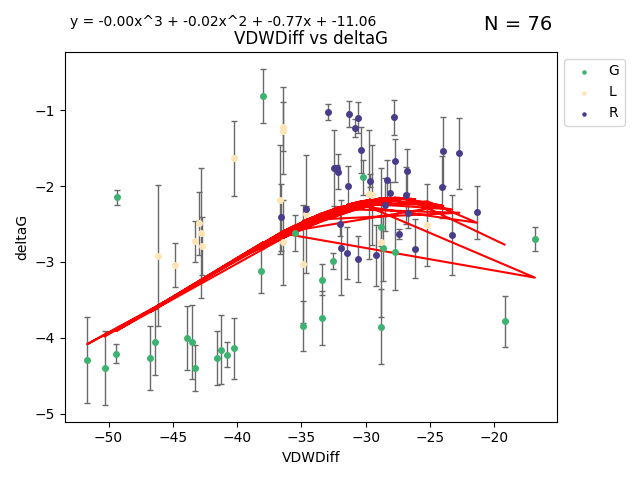 y = -0.00x^3 + -0.02x^2 + -0.77x + -11.06
N = 76
VDWDiff vs deltaG
G
L
R
−1
−2
−3
−4
−5
deltaG
−50 −45 −40 −35 −30 −25 −20
VDWDiff